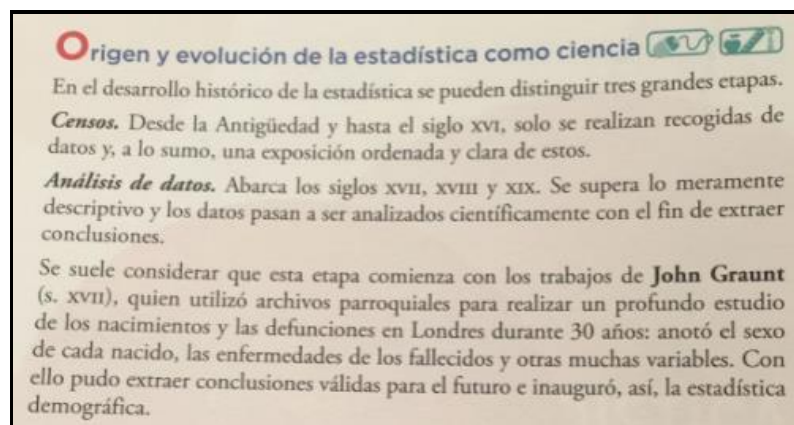 Origen y evolución de la estadística como ciencia
En el desarrollo histórico de la estadística se pueden distinguir tres grandes etapas.
Censos. Desde la Antigüedad y hasta el siglo XVI, solo se realizan recogidas de
datos y, a lo sumo, una exposición ordenada y clara de estos.
Análisis de datos. Abarca los siglos XVII, XVIII y XIX. Se supera lo meramente
descriptivo y los datos pasan a ser analizados científicamente con el fin de extraer
conclusiones.
Se suele considerar que esta etapa comienza con los trabajos de John Graunt
(s. XVII), quien utilizó archivos parroquiales para realizar un profundo estudio
de los nacimientos y las defunciones en Londres durante 30 años: anotó el sexo
de cada nacido, las enfermedades de los fallecidos y otras muchas variables. Con
ello pudo extraer conclusiones válidas para el futuro e inauguró, así, la estadística
demográfica.